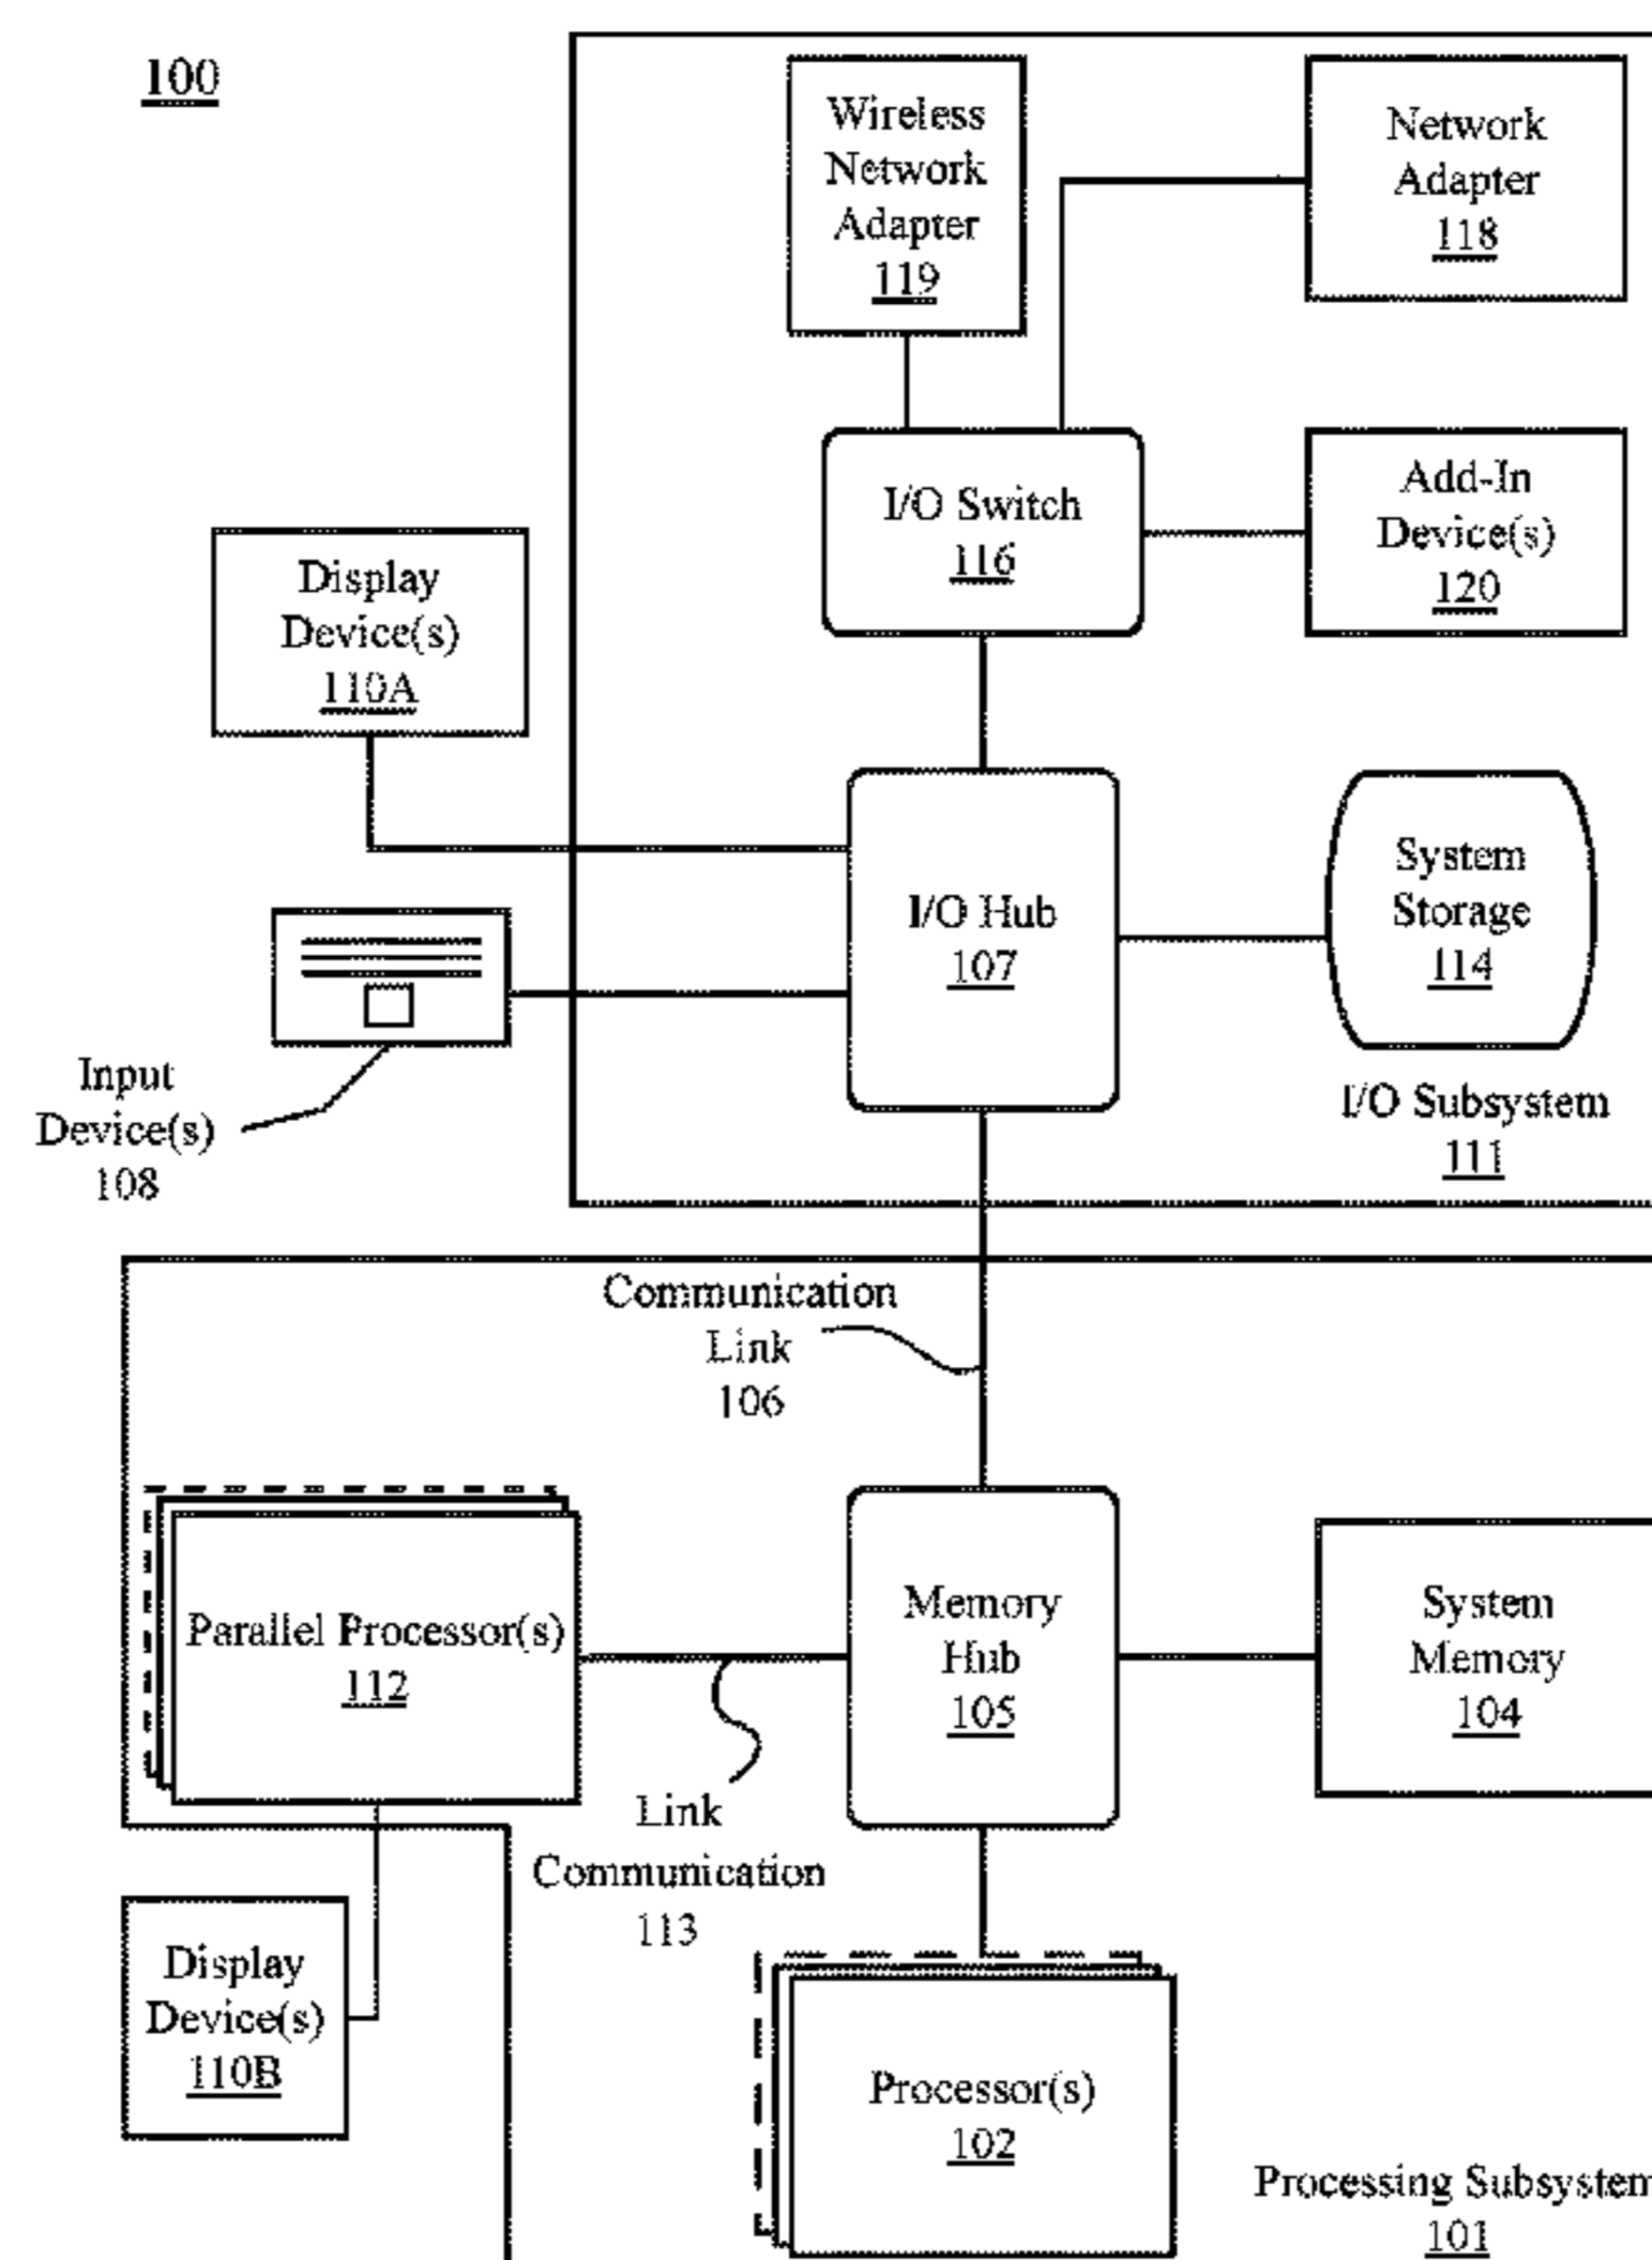 100
Wireless
Network
Adapter
119
Network
Adapter
118
I/O Switch
116
Add-In
Device(s)
120
Display
Device(s)
110A
I/O Hub
107
System
Storage
114
Input
Device(s)
108
I/O Subsystem
111
Communication
Link
106
Parallel Processor(s)
112
Memory
Hub
105
System
Memory
104
Link
Communication
113
Display
Device(s)
110B
Processor(s)
102
Processing Subsystem
101